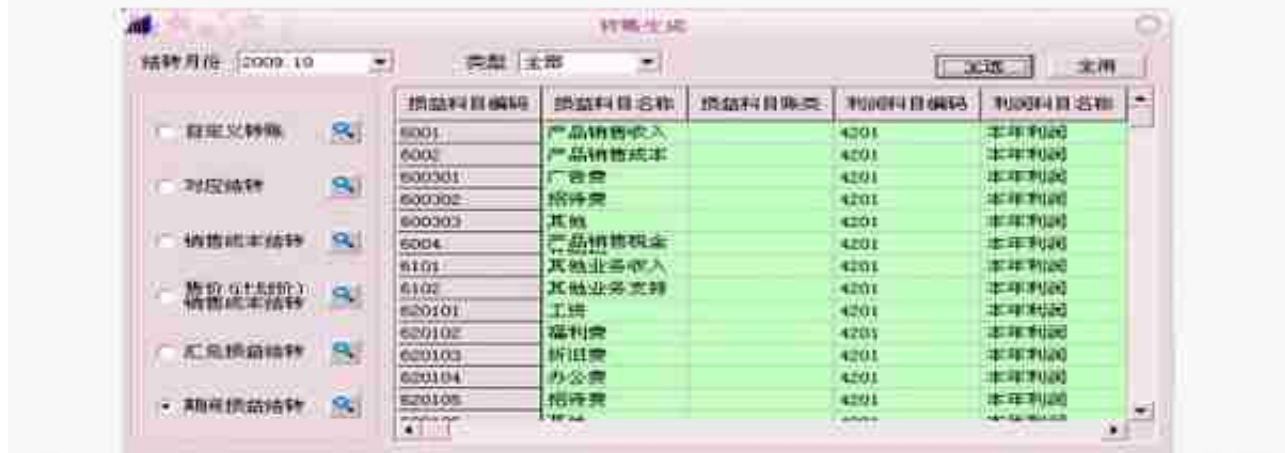 转账生成
结转月份 2009.10 类型 全部 全选 全消
损益科目编码 损益科目名称 损益科目账类 利润科目编码 利润科目名称
自定义转账
对应结转
销售成本结转
售价(计划价)
销售成本结转
汇兑损益结转
期间损益结转
6001 产品销售收入 4201 本年利润
6002 产品销售成本 4201 本年利润
600301 广告费 4201 本年利润
600302 招待费 4201 本年利润
600303 其他 4201 本年利润
6004 产品销售税金 4201 本年利润
6101 其他业务收入 4201 本年利润
6102 其他业务支出 4201 本年利润
620101 工资 4201 本年利润
620102 福利费 4201 本年利润
620103 折旧费 4201 本年利润
620104 办公费 4201 本年利润
620105 招待费 4201 本年利润